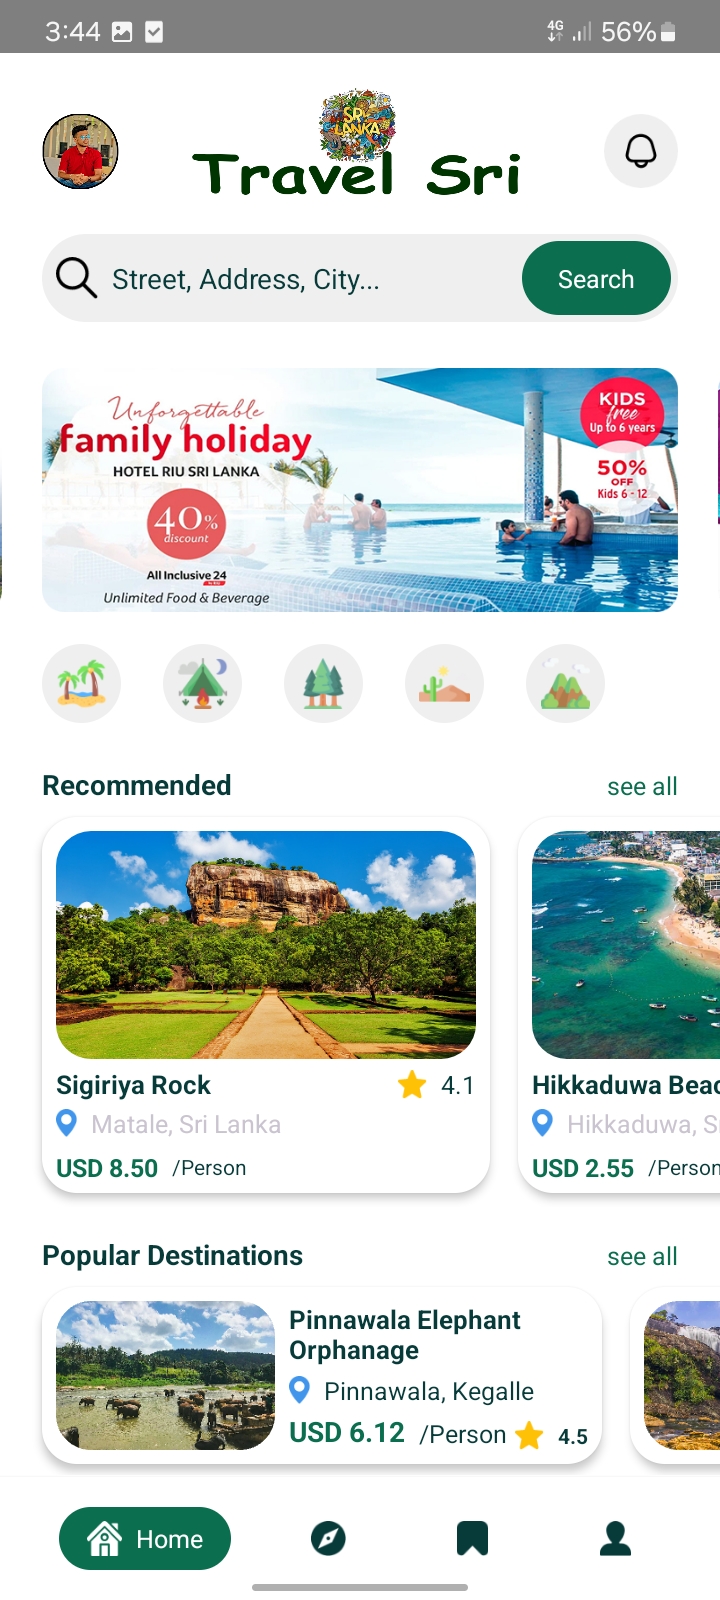 3:44
4G
56%
SRI
LANKA
Travel Sri
Street, Address, City...
Search
Unforgettable
family holiday
HOTEL RIU SRI LANKA
40%
discount
All Inclusive 24
Unlimited Food & Beverage
KIDS
free
Up to 6 years
50%
OFF
Kids 6 - 12
Recommended
see all
Sigiriya Rock
4.1
Matale, Sri Lanka
USD 8.50 /Person
Hikkaduwa Beac
Hikkaduwa, S
USD 2.55 /Person
Popular Destinations
see all
Pinnawala Elephant
Orphanage
Pinnawala, Kegalle
USD 6.12 /Person
4.5
Home